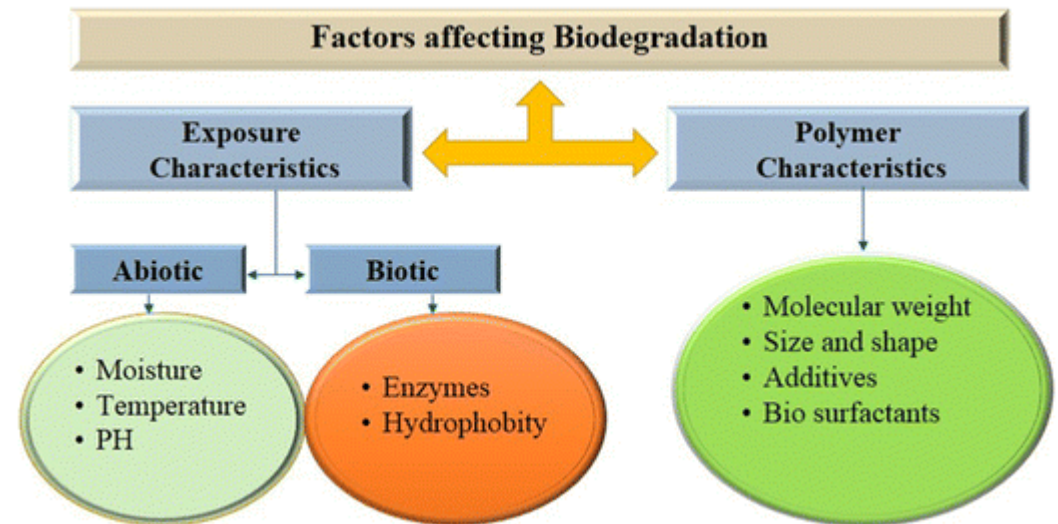 Factors affecting Biodegradation
Exposure
Characteristics
Polymer
Characteristics
Abiotic
Biotic
• Moisture
• Temperature
• PH
• Enzymes
• Hydrophobity
• Molecular weight
• Size and shape
• Additives
• Bio surfactants